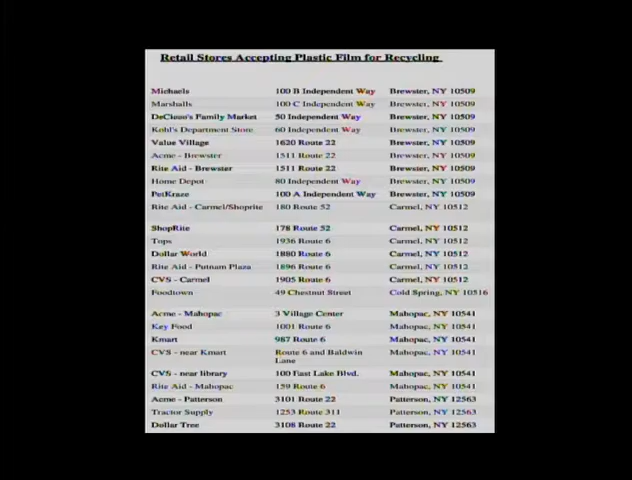 Retail Stores Accepting Plastic Film for Recycling
Michaels 100 B Independent Way Brewster, NY 10509
Marshalls 100 C Independent Way Brewster, NY 10509
DeCicco's Family Market 50 Independent Way Brewster, NY 10509
Kohl's Department Store 60 Independent Way Brewster, NY 10509
Value Village 1620 Route 22 Brewster, NY 10509
Acme - Brewster 1511 Route 22 Brewster, NY 10509
Rite Aid - Brewster 1511 Route 22 Brewster, NY 10509
Home Depot 80 Independent Way Brewster, NY 10509
PetKraze 100 A Independent Way Brewster, NY 10509
Rite Aid - Carmel/Shoprite 180 Route 52 Carmel, NY 10512
ShopRite 178 Route 52 Carmel, NY 10512
Tops 1936 Route 6 Carmel, NY 10512
Dollar World 1880 Route 6 Carmel, NY 10512
Rite Aid - Putnam Plaza 1896 Route 6 Carmel, NY 10512
CVS - Carmel 1905 Route 6 Carmel, NY 10512
Foodtown 49 Chestnut Street Cold Spring, NY 10516
Acme - Mahopac 3 Village Center Mahopac, NY 10541
Key Food 1001 Route 6 Mahopac, NY 10541
Kmart 987 Route 6 Mahopac, NY 10541
CVS - near Kmart Route 6 and Baldwin Mahopac, NY 10541
Lane
CVS - near library 100 East Lake Blvd. Mahopac, NY 10541
Rite Aid - Mahopac 159 Route 6 Mahopac, NY 10541
Acme - Patterson 3101 Route 22 Patterson, NY 12563
Tractor Supply 1253 Route 311 Patterson, NY 12563
Dollar Tree 3108 Route 22 Patterson, NY 12563